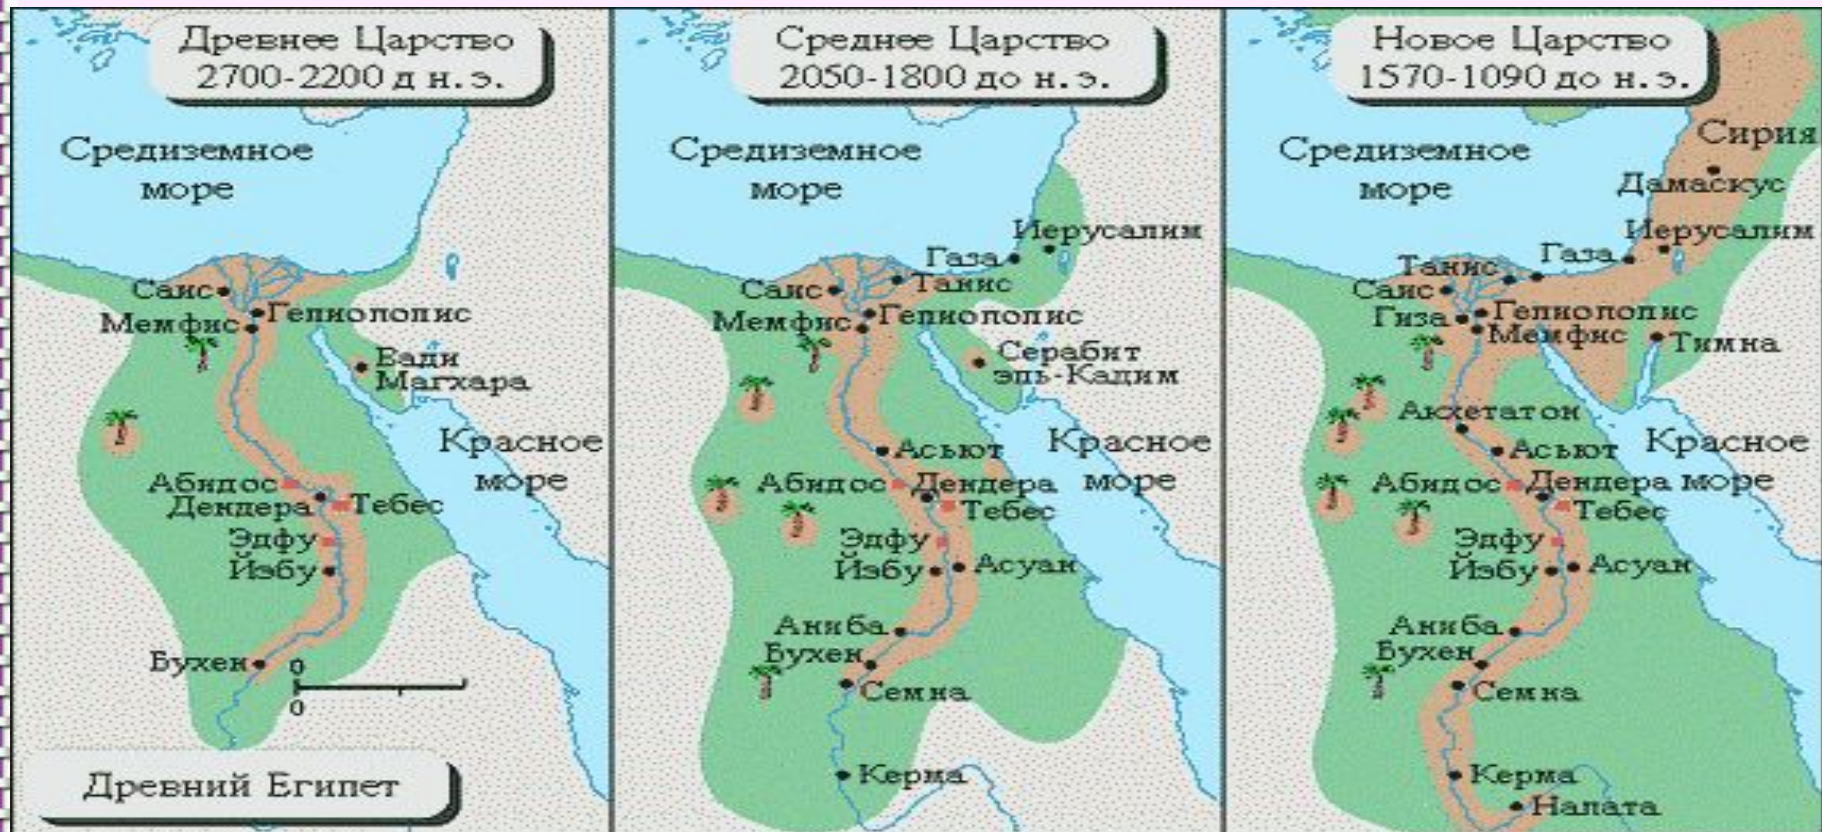 Древнее Царство
2700-2200 д н. э.
Средиземное
море
Саис
Гелиополис
Мемфис
Вади
Магхара
Красное
море
Абидос
Дендера
Тебес
Эдфу
Йэбу
Бухен
0
0
Древний Египет
Среднее Царство
2050-1800 до н. э.
Средиземное
море
Иерусалим
Газа
Танис
Саис
Гелиополис
Мемфис
Серабит
эль-Кадим
Красное
море
Асьют
Абидос
Дендера
Тебес
Эдфу
Йэбу
Асуан
Аниба
Бухен
Семна
Керма
Новое Царство
1570-1090 до н. э.
Средиземное
море
Сирия
Дамаскус
Иерусалим
Газа
Танис
Саис
Гелиополис
Гиза
Мемфис
Тимна
Акхетатон
Красное
море
Асьют
Абидос
Дендера
Тебес
Эдфу
Йэбу
Асуан
Аниба
Бухен
Семна
Керма
Напата